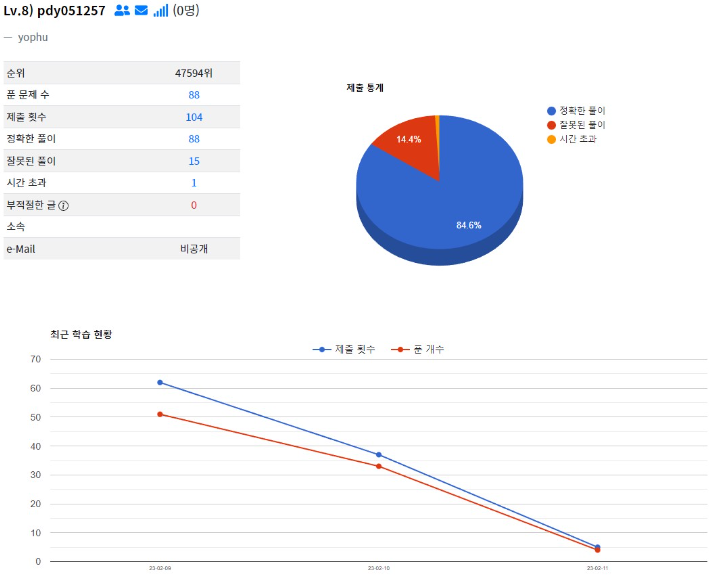 Lv.8) pdy051257 (0명)
— yophu
순위 47594위
푼 문제 수 88
제출 횟수 104
정확한 풀이 88
잘못된 풀이 15
시간 초과 1
부적절한 글 0
소속
e-Mail 비공개
제출 통계
정확한 풀이
잘못된 풀이
시간 초과
14.4%
84.6%
최근 학습 현황
제출 횟수 푼 개수
70
60
50
40
30
20
10
0
23-02-09 23-02-10 23-02-11